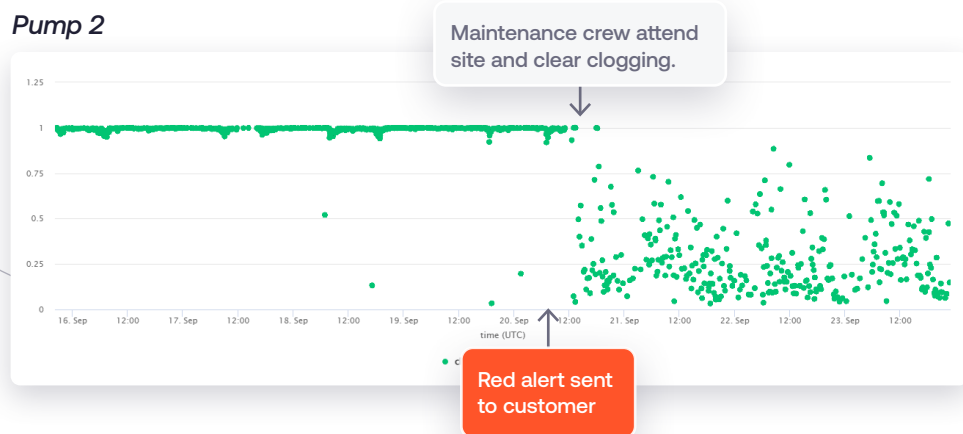 Pump 2
Maintenance crew attend
site and clear clogging.
1.25
1
0.75
0.5
0.25
0
16. Sep 12:00 17. Sep 12:00 18. Sep 12:00 19. Sep 12:00 20. Sep 12:00 21. Sep 12:00 22. Sep 12:00 23. Sep 12:00
time (UTC)
Red alert sent
to customer